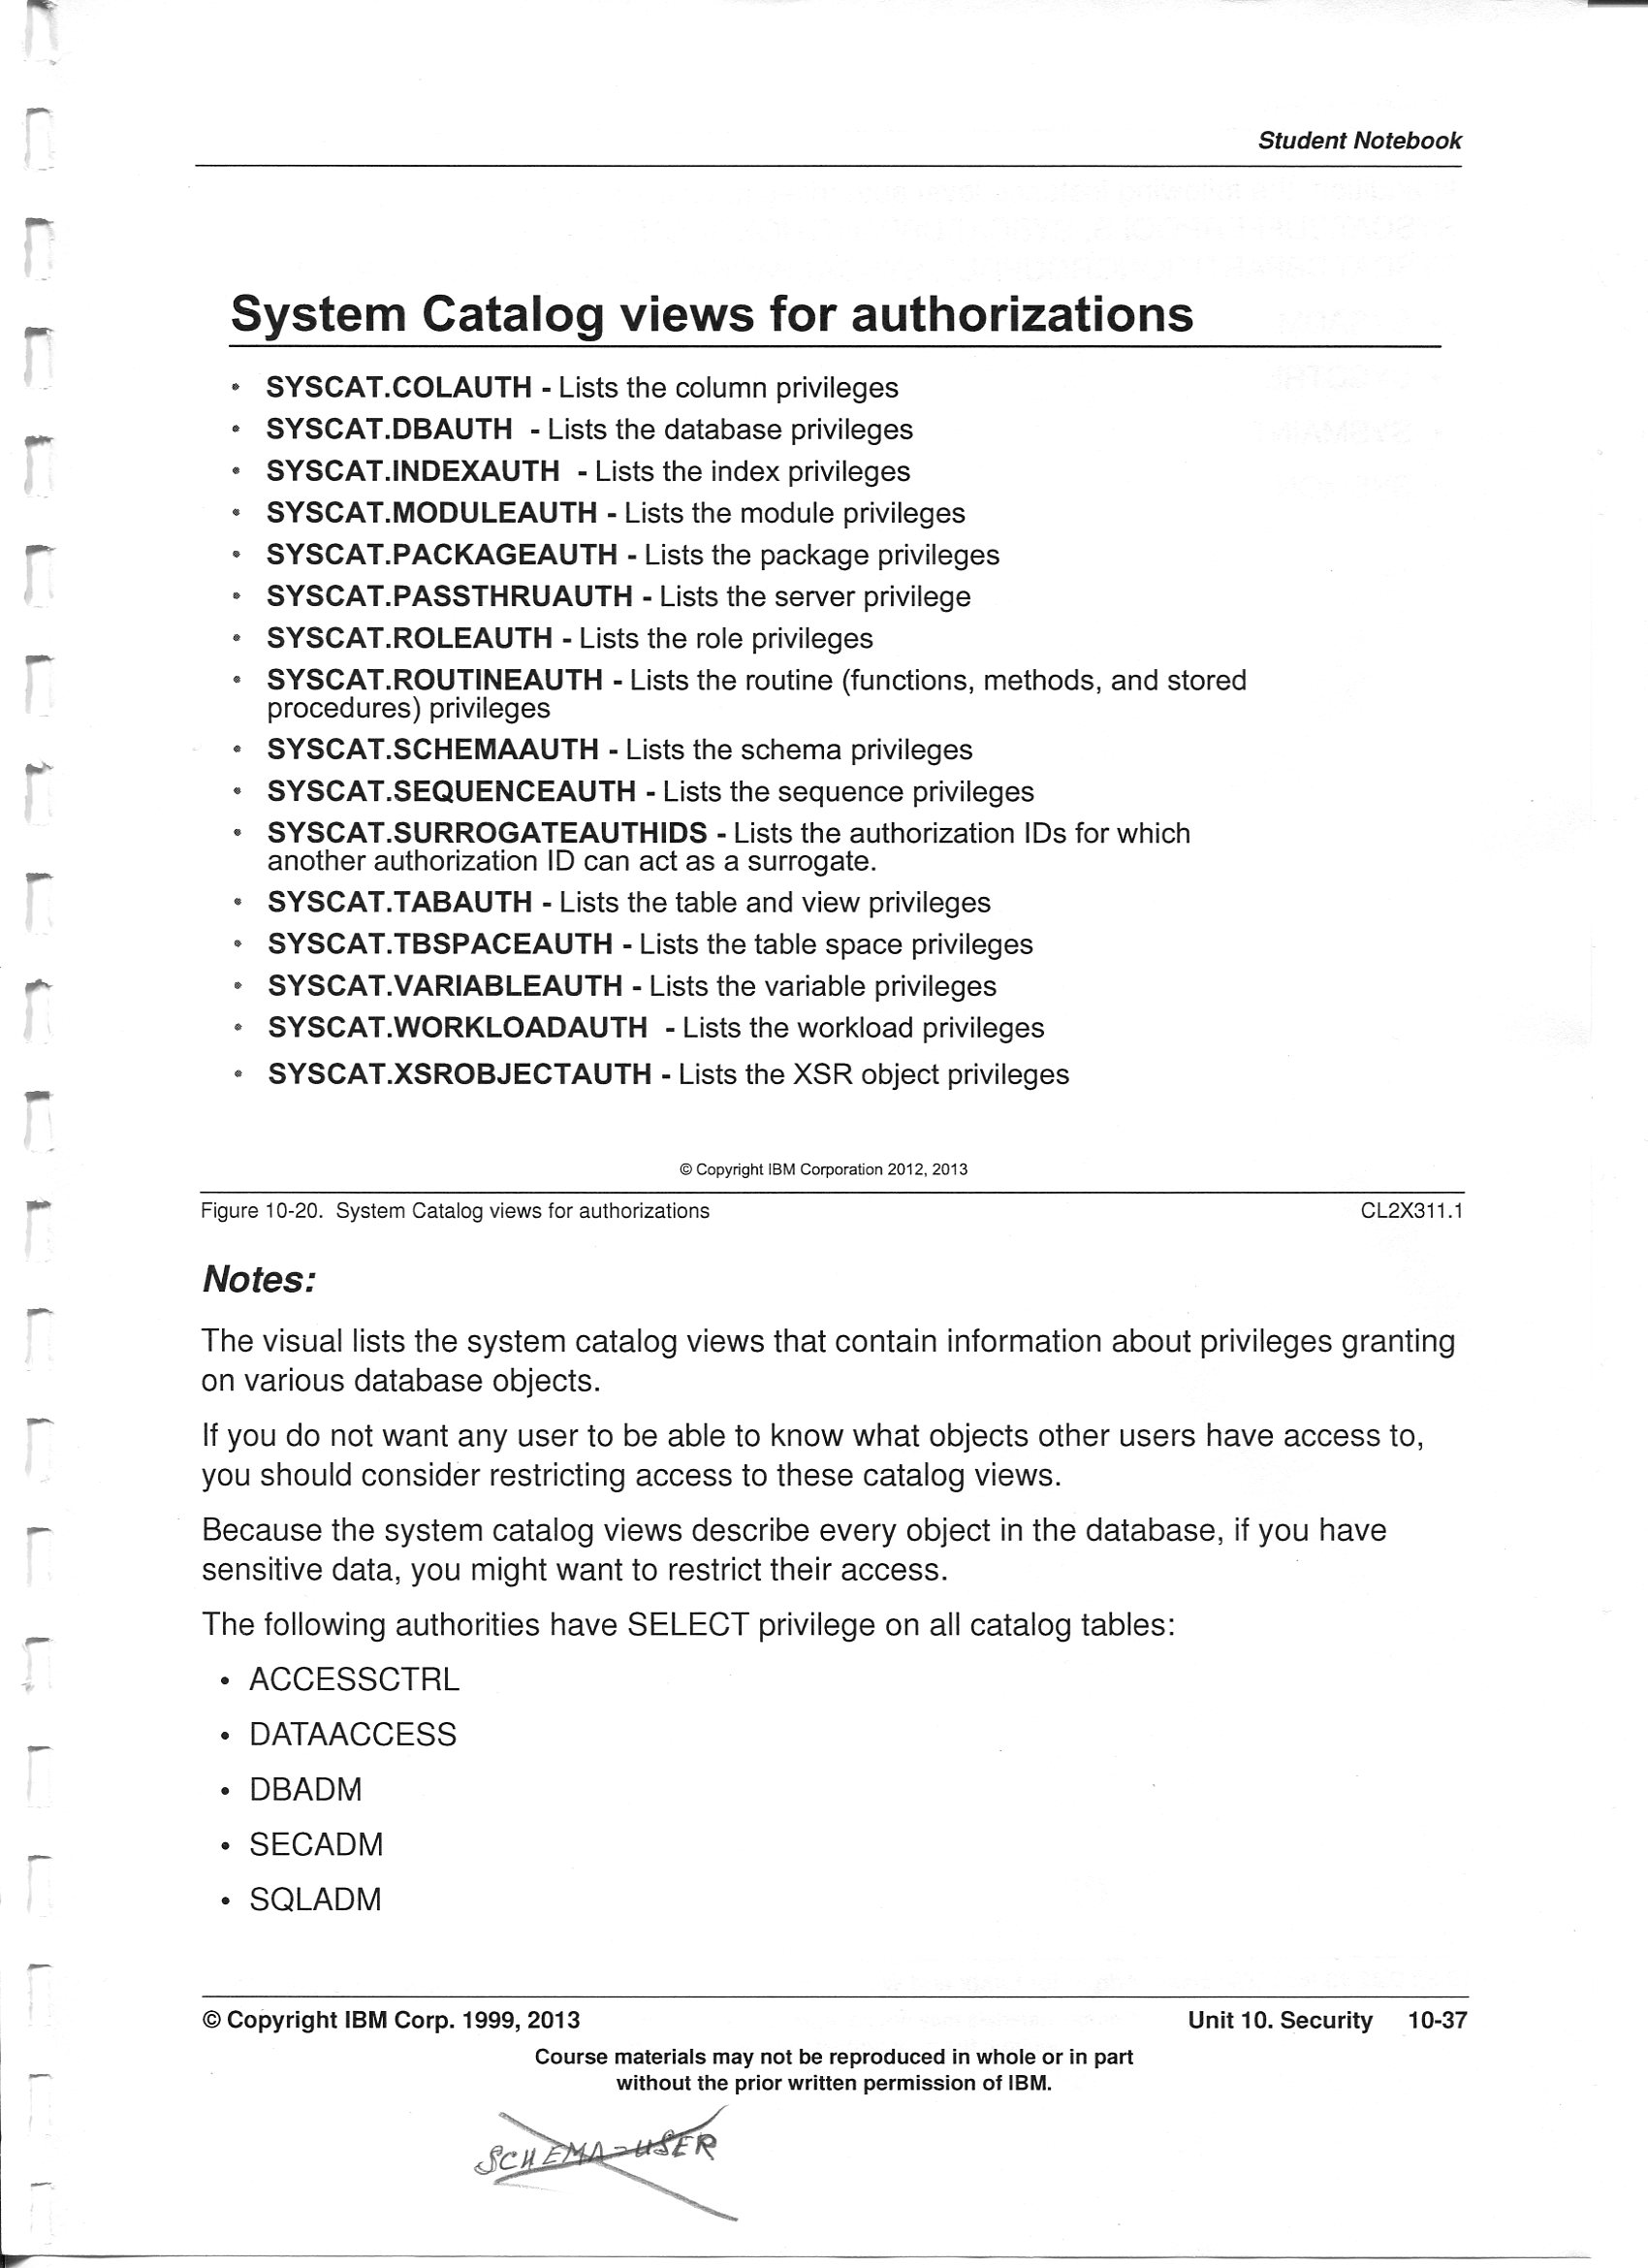 Student Notebook
System Catalog views for authorizations
• SYSCAT.COLAUTH - Lists the column privileges
• SYSCAT.DBAUTH - Lists the database privileges
• SYSCAT.INDEXAUTH - Lists the index privileges
• SYSCAT.MODULEAUTH - Lists the module privileges
• SYSCAT.PACKAGEAUTH - Lists the package privileges
• SYSCAT.PASSTHRUAUTH - Lists the server privilege
• SYSCAT.ROLEAUTH - Lists the role privileges
• SYSCAT.ROUTINEAUTH - Lists the routine (functions, methods, and stored
procedures) privileges
• SYSCAT.SCHEMAAUTH - Lists the schema privileges
• SYSCAT.SEQUENCEAUTH - Lists the sequence privileges
• SYSCAT.SURROGATEAUTHIDS - Lists the authorization IDs for which
another authorization ID can act as a surrogate.
• SYSCAT.TABAUTH - Lists the table and view privileges
• SYSCAT.TBSPACEAUTH - Lists the table space privileges
• SYSCAT.VARIABLEAUTH - Lists the variable privileges
• SYSCAT.WORKLOADAUTH - Lists the workload privileges
• SYSCAT.XSROBJECTAUTH - Lists the XSR object privileges
© Copyright IBM Corporation 2012, 2013
Figure 10-20. System Catalog views for authorizations CL2X311.1
Notes:
The visual lists the system catalog views that contain information about privileges granting
on various database objects.
If you do not want any user to be able to know what objects other users have access to,
you should consider restricting access to these catalog views.
Because the system catalog views describe every object in the database, if you have
sensitive data, you might want to restrict their access.
The following authorities have SELECT privilege on all catalog tables:
• ACCESSCTRL
• DATAACCESS
• DBADM
• SECADM
• SQLADM
© Copyright IBM Corp. 1999, 2013 Unit 10. Security 10-37
Course materials may not be reproduced in whole or in part
without the prior written permission of IBM.
SCHEMA=USER